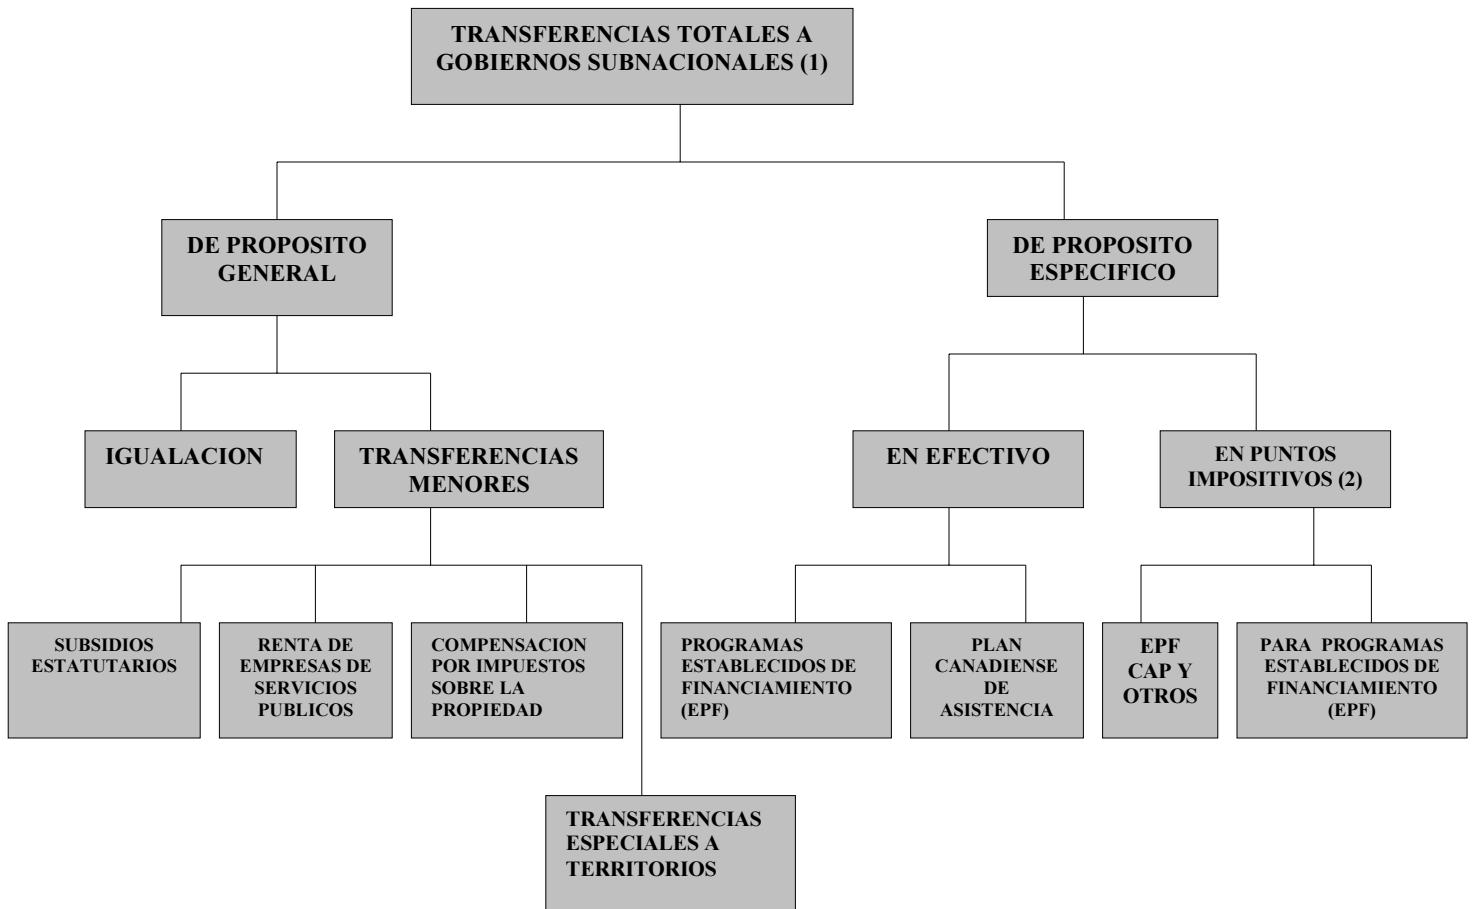 TRANSFERENCIAS TOTALES A
GOBIERNOS SUBNACIONALES (1)
DE PROPOSITO
GENERAL
DE PROPOSITO
ESPECIFICO
IGUALACION
TRANSFERENCIAS
MENORES
EN EFECTIVO
EN PUNTOS
IMPOSITIVOS (2)
SUBSIDIOS
ESTATUTARIOS
RENTA DE
EMPRESAS DE
SERVICIOS
PUBLICOS
COMPENSACION
POR IMPUESTOS
SOBRE LA
PROPIEDAD
PROGRAMAS
ESTABLECIDOS DE
FINANCIAMIENTO
(EPF)
PLAN
CANADIENSE
DE
ASISTENCIA
EPF
CAP Y
OTROS
PARA PROGRAMAS
ESTABLECIDOS DE
FINANCIAMIENTO
(EPF)
TRANSFERENCIAS
ESPECIALES A
TERRITORIOS